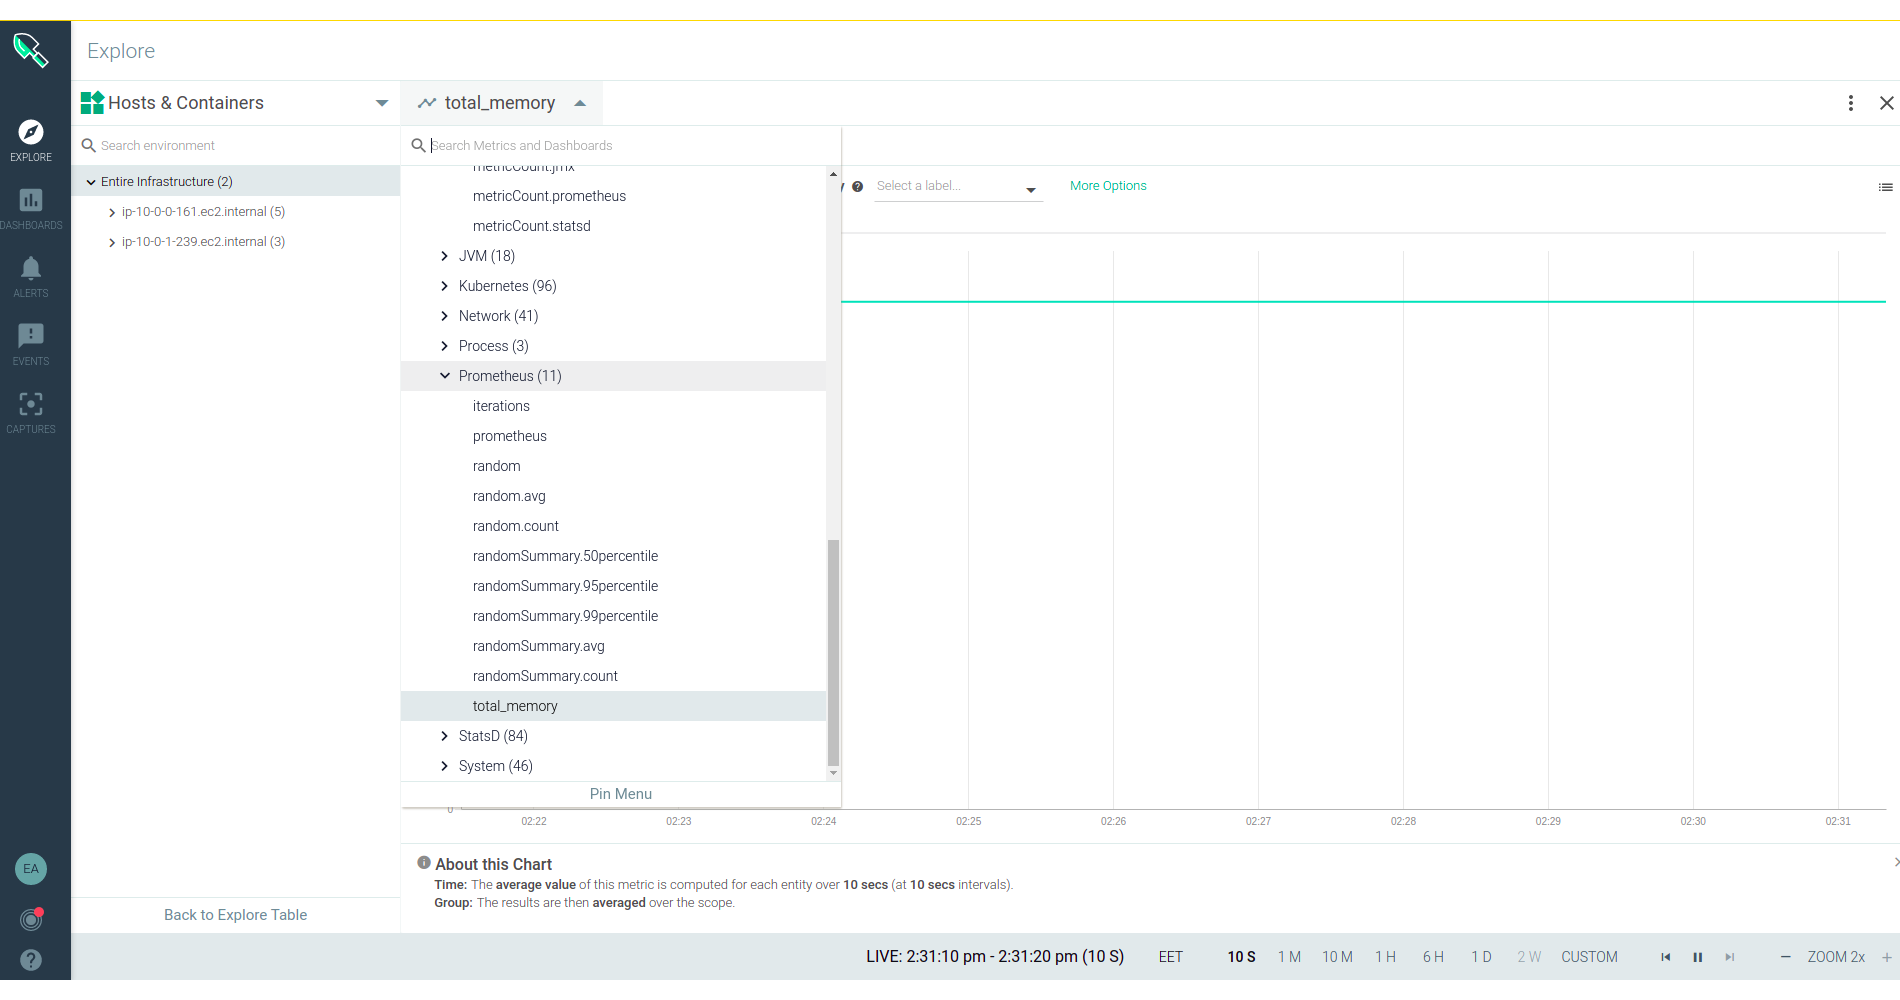 Explore
EXPLORE
DASHBOARDS
ALERTS
EVENTS
CAPTURES
EA
Hosts & Containers
Search environment
Entire Infrastructure (2)
ip-10-0-0-161.ec2.internal (5)
ip-10-0-1-239.ec2.internal (3)
Back to Explore Table
total_memory
Search Metrics and Dashboards
metricCount.jmx
metricCount.prometheus
metricCount.statsd
JVM (18)
Kubernetes (96)
Network (41)
Process (3)
Prometheus (11)
iterations
prometheus
random
random.avg
random.count
randomSummary.50percentile
randomSummary.95percentile
randomSummary.99percentile
randomSummary.avg
randomSummary.count
total_memory
StatsD (84)
System (46)
Pin Menu
y Select a label... More Options
0
02:22 02:23 02:24 02:25 02:26 02:27 02:28 02:29 02:30 02:31
About this Chart
Time: The average value of this metric is computed for each entity over 10 secs (at 10 secs intervals).
Group: The results are then averaged over the scope.
LIVE: 2:31:10 pm - 2:31:20 pm (10 S) EET 10 S 1 M 10 M 1 H 6 H 1 D 2 W CUSTOM ZOOM 2x